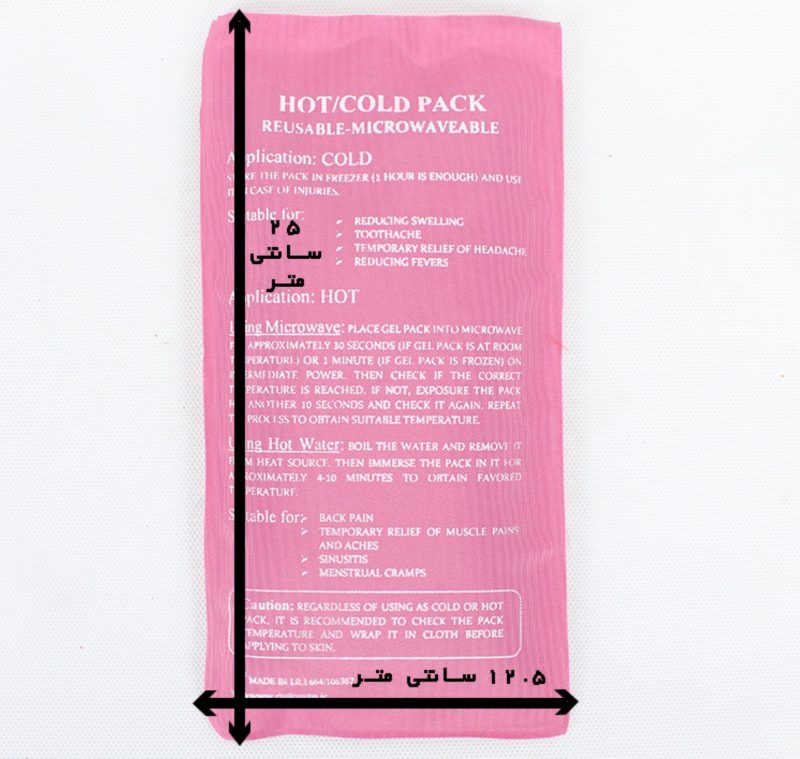 HOT/COLD PACK
REUSABLE-MICROWAVEABLE
Application: COLD
THE PACK IN FREEZER (1 HOUR IS ENOUGH) AND USE
CASE OF INJURIES.
Suitable for:
➢ REDUCING SWELLING
➢ TOOTHACHE
➢ TEMPORARY RELIEF OF HEADACHE
➢ REDUCING FEVERS
۲۵
سانتی
متر
Application: HOT
Using Microwave: PLACE GEL PACK INTO MICROWAVE
APPROXIMATELY 30 SECONDS (IF GEL PACK IS AT ROOM
TEMPERATURE) OR 1 MINUTE (IF GEL PACK IS FROZEN) ON
INTERMEDIATE POWER. THEN CHECK IF THE CORRECT
TEMPERATURE IS REACHED. IF NOT, EXPOSURE THE PACK
ANOTHER 10 SECONDS AND CHECK IT AGAIN. REPEAT
PROCESS TO OBTAIN SUITABLE TEMPERATURE.
Using Hot Water: BOIL THE WATER AND REMOVE IT
FROM HEAT SOURCE. THEN IMMERSE THE PACK IN IT FOR
APPROXIMATELY 4-10 MINUTES TO OBTAIN FAVORED
TEMPERATURE.
Suitable for:
➢ BACK PAIN
➢ TEMPORARY RELIEF OF MUSCLE PAINS
AND ACHES
➢ SINUSITIS
➢ MENSTRUAL CRAMPS
Caution: REGARDLESS OF USING AS COLD OR HOT
PACK, IT IS RECOMMENDED TO CHECK THE PACK
TEMPERATURE AND WRAP IT IN CLOTH BEFORE
APPLYING TO SKIN.
۱۲.۵ سانتی متر
MADE IN I.R.I